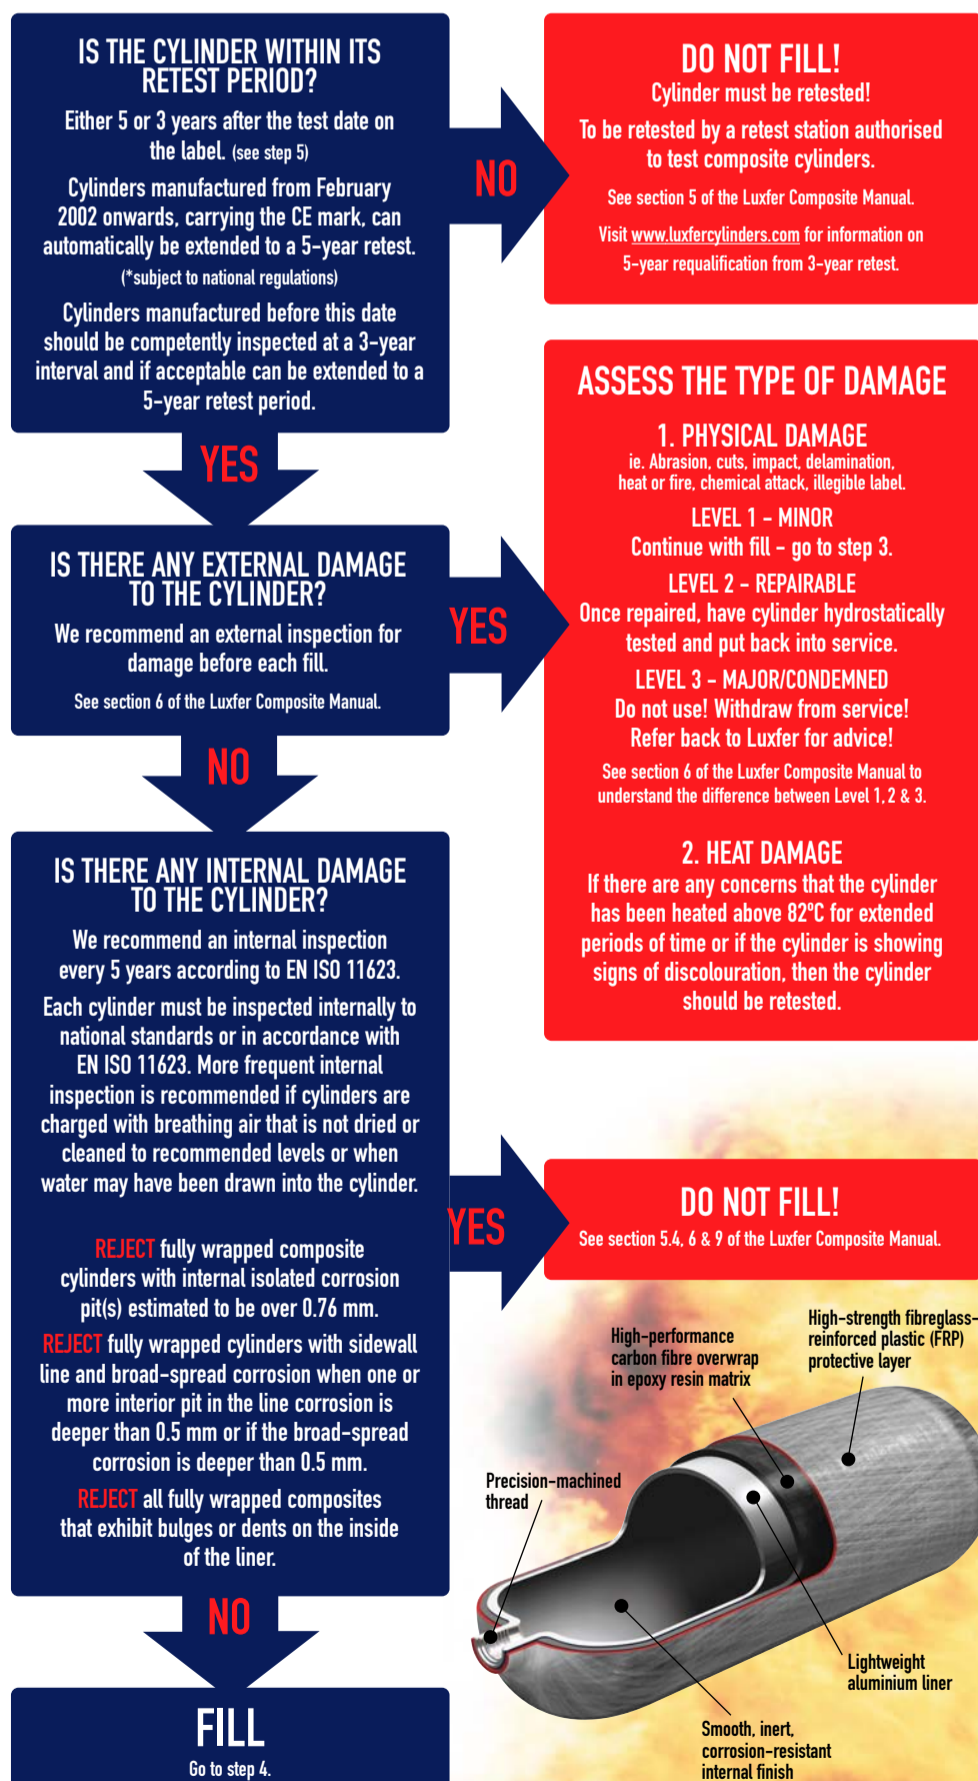 IS THE CYLINDER WITHIN ITS
RETEST PERIOD?
Either 5 or 3 years after the test date on
the label. (see step 5)
Cylinders manufactured from February
2002 onwards, carrying the CE mark, can
automatically be extended to a 5-year retest.
(*subject to national regulations)
Cylinders manufactured before this date
should be competently inspected at a 3-year
interval and if acceptable can be extended to a
5-year retest period.
NO
DO NOT FILL!
Cylinder must be retested!
To be retested by a retest station authorised
to test composite cylinders.
See section 5 of the Luxfer Composite Manual.
Visit www.luxfercylinders.com for information on
5-year requalification from 3-year retest.
YES
IS THERE ANY EXTERNAL DAMAGE
TO THE CYLINDER?
We recommend an external inspection for
damage before each fill.
See section 6 of the Luxfer Composite Manual.
YES
ASSESS THE TYPE OF DAMAGE
1. PHYSICAL DAMAGE
ie. Abrasion, cuts, impact, delamination,
heat or fire, chemical attack, illegible label.
LEVEL 1 - MINOR
Continue with fill - go to step 3.
LEVEL 2 - REPAIRABLE
Once repaired, have cylinder hydrostatically
tested and put back into service.
LEVEL 3 - MAJOR/CONDEMNED
Do not use! Withdraw from service!
Refer back to Luxfer for advice!
See section 6 of the Luxfer Composite Manual to
understand the difference between Level 1, 2 & 3.
2. HEAT DAMAGE
If there are any concerns that the cylinder
has been heated above 82ºC for extended
periods of time or if the cylinder is showing
signs of discolouration, then the cylinder
should be retested.
NO
IS THERE ANY INTERNAL DAMAGE
TO THE CYLINDER?
We recommend an internal inspection
every 5 years according to EN ISO 11623.
Each cylinder must be inspected internally to
national standards or in accordance with
EN ISO 11623. More frequent internal
inspection is recommended if cylinders are
charged with breathing air that is not dried or
cleaned to recommended levels or when
water may have been drawn into the cylinder.
REJECT fully wrapped composite
cylinders with internal isolated corrosion
pit(s) estimated to be over 0.76 mm.
REJECT fully wrapped cylinders with sidewall
line and broad-spread corrosion when one or
more interior pit in the line corrosion is
deeper than 0.5 mm or if the broad-spread
corrosion is deeper than 0.5 mm.
REJECT all fully wrapped composites
that exhibit bulges or dents on the inside
of the liner.
YES
DO NOT FILL!
See section 5.4, 6 & 9 of the Luxfer Composite Manual.
High-performance
carbon fibre overwrap
in epoxy resin matrix
High-strength fibreglass-
reinforced plastic (FRP)
protective layer
Precision-machined
thread
Lightweight
aluminium liner
Smooth, inert,
corrosion-resistant
internal finish
NO
FILL
Go to step 4.